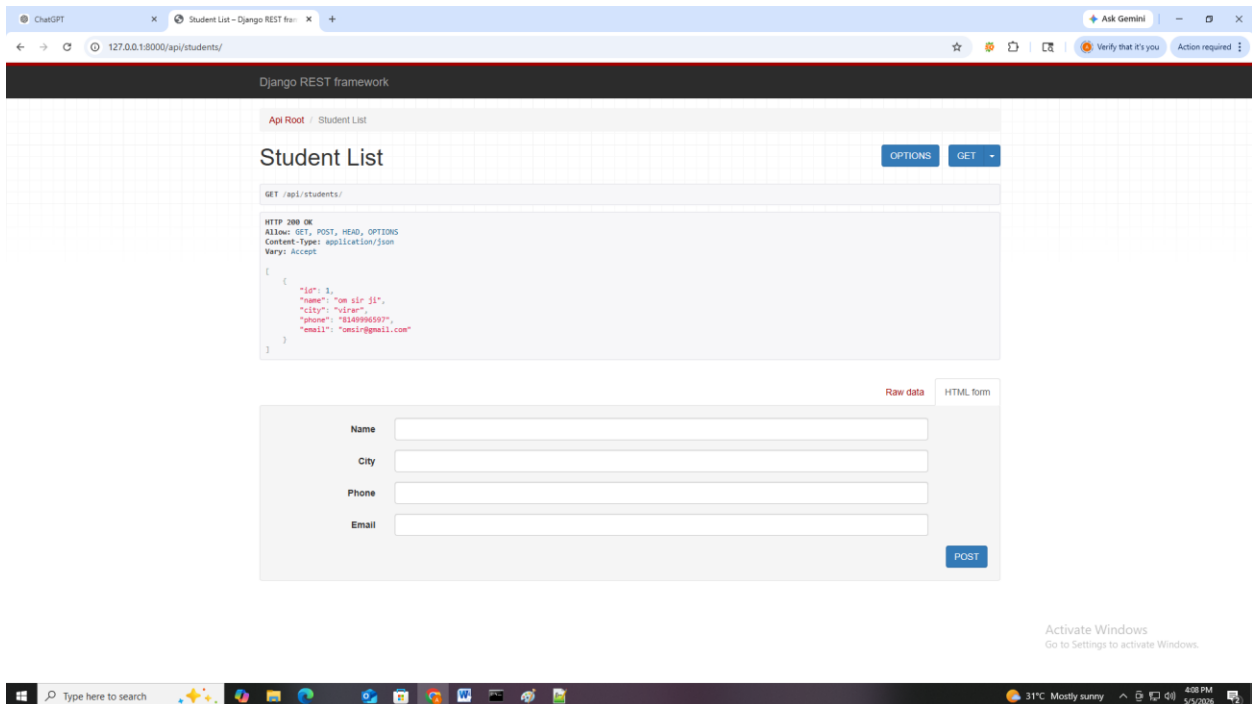 ChatGPT
Student List – Django REST fran
Ask Gemini
127.0.0.1:8000/api/students/
Verify that it's you
Action required
Django REST framework
Api Root / Student List
Student List
OPTIONS
GET
GET /api/students/
HTTP 200 OK
Allow: GET, POST, HEAD, OPTIONS
Content-Type: application/json
Vary: Accept
[
{
"id": 1,
"name": "om sir ji",
"city": "virar",
"phone": "8149996597",
"email": "omsir@gmail.com"
}
]
Raw data
HTML form
Name
City
Phone
Email
POST
Activate Windows
Go to Settings to activate Windows.
Type here to search
31°C Mostly sunny
4:08 PM
5/5/2026